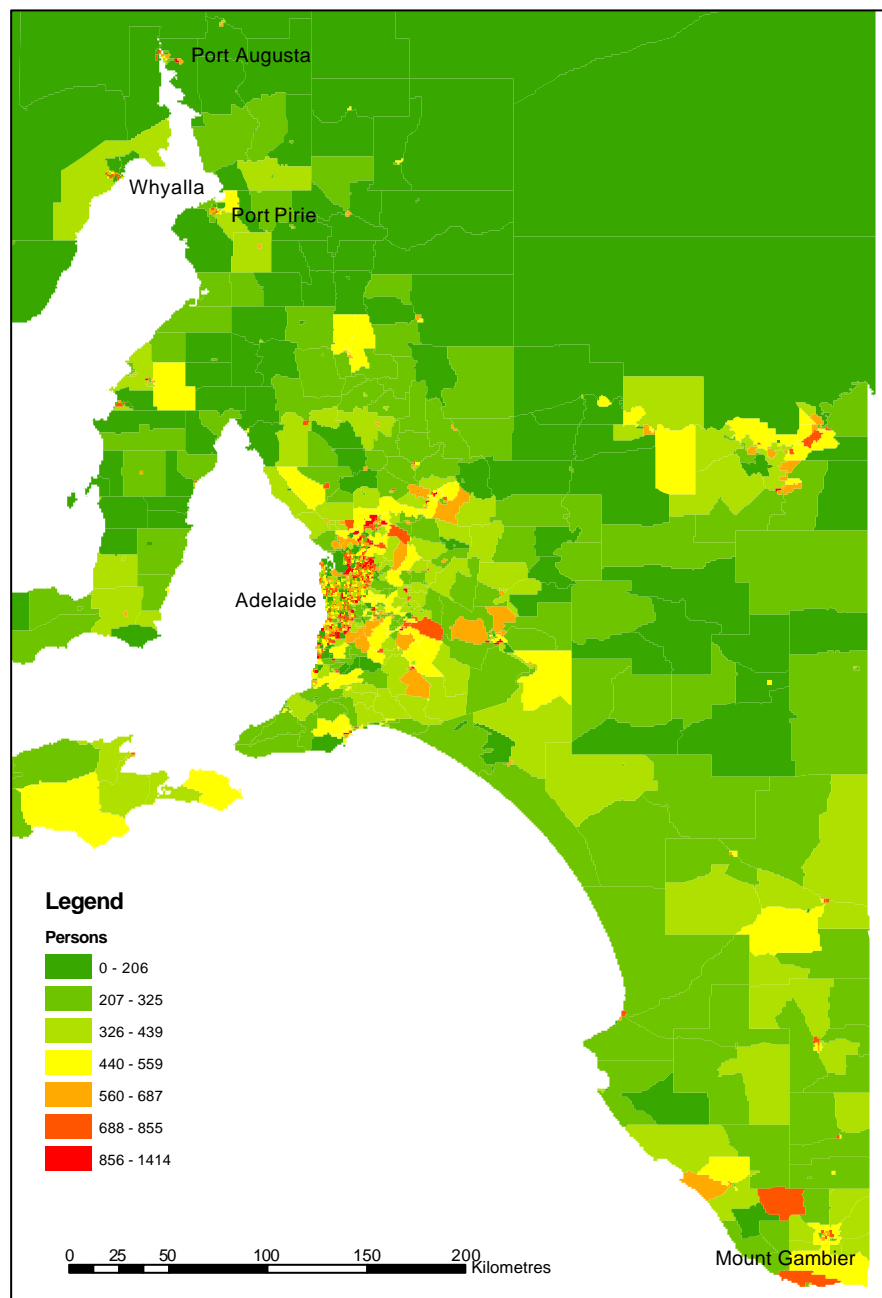 Port Augusta
Whyalla
Port Pirie
Adelaide
Legend
Persons
0 - 206
207 - 325
326 - 439
440 - 559
560 - 687
688 - 855
856 - 1414
Mount Gambier
0 25 50 100 150 200
Kilometres